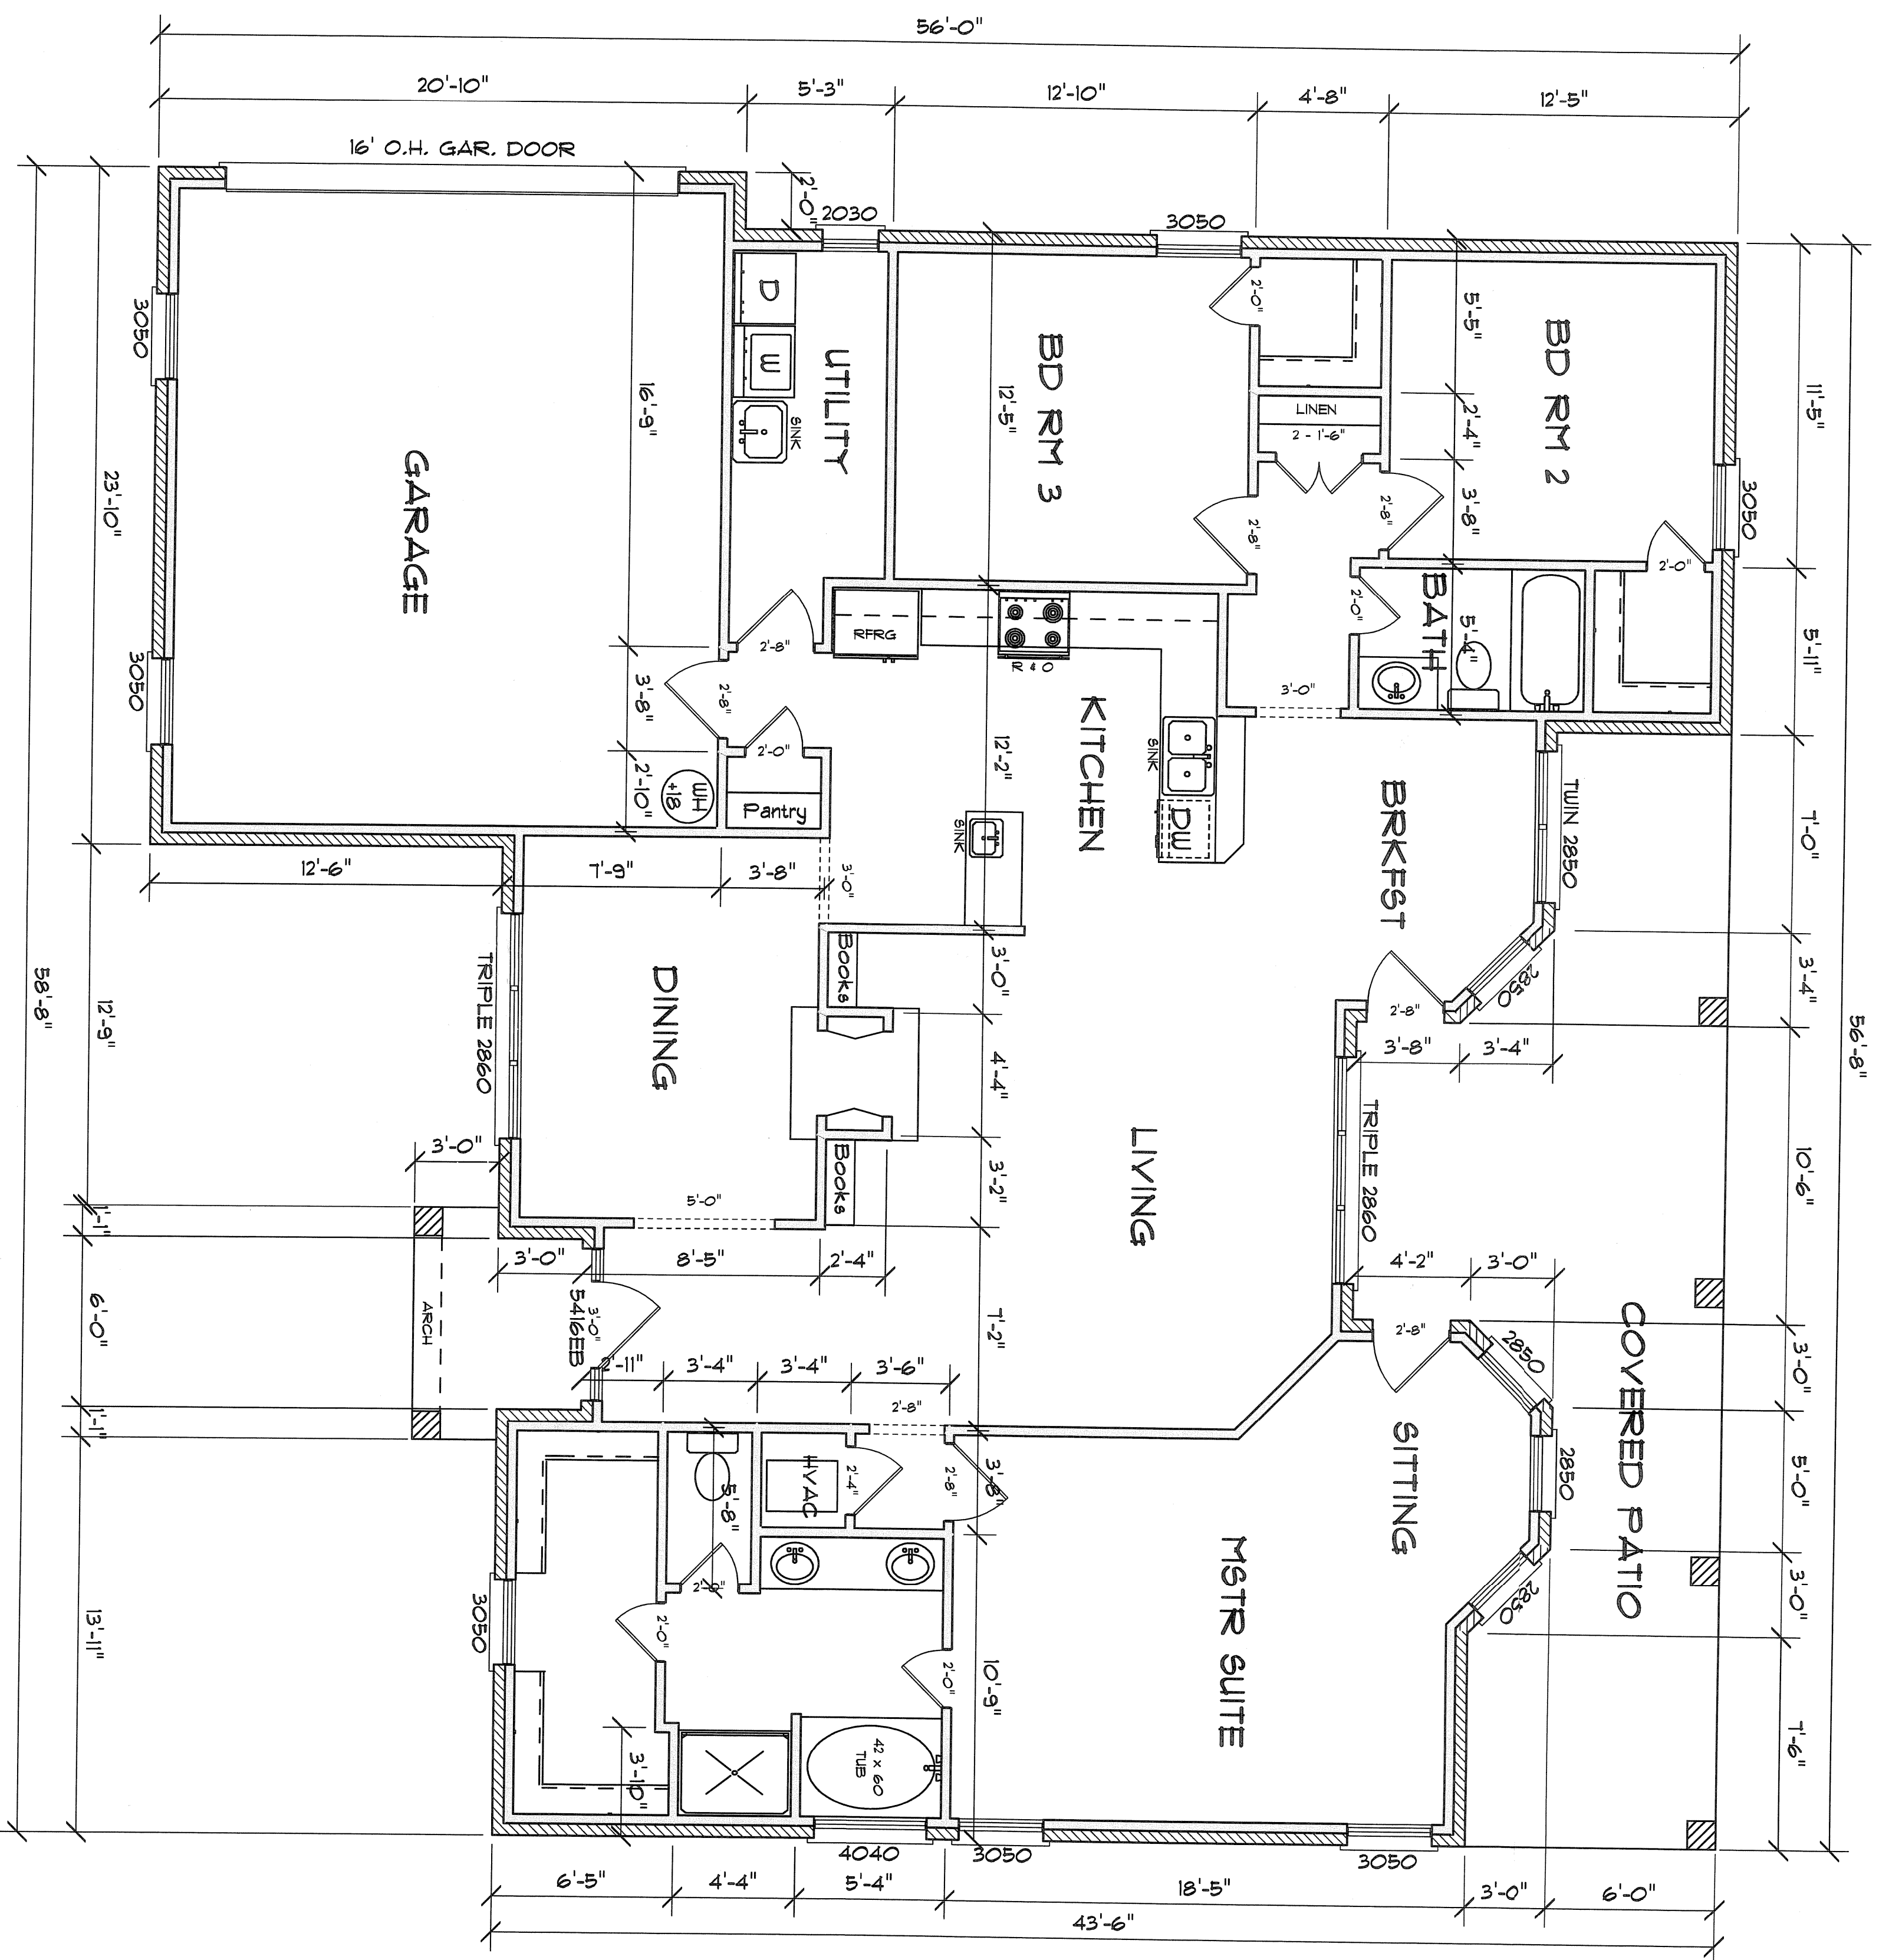 56'-0"
20'-10"
5'-3"
12'-10"
4'-8"
12'-5"
16' O.H. GAR. DOOR
2'-0"
2030
3050
3050
D
W
SINK
UTILITY
BD RM 3
12'-5"
16'-9"
2'-0"
LINEN
2 - 1'-6"
5'-5"
2'-4"
3'-8"
BD RM 2
11'-5"
3050
GARAGE
23'-10"
2'-8"
2'-8"
2'-0"
BATH
5'-4"
2'-0"
5'-11"
RFRG
R & O
2'-8"
2'-8"
3'-8"
2'-0"
2'-10"
WH
+18
Pantry
3050
3'-0"
KITCHEN
12'-2"
SINK
DW
SINK
BRKFST
TWIN 2850
7'-0"
12'-6"
7'-9"
3'-8"
3'-0"
Books
3'-0"
2850
3'-4"
2'-8"
3'-8"
3'-4"
DINING
TRIPLE 2860
4'-4"
58'-8"
12'-9"
56'-8"
LIVING
TRIPLE 2860
10'-6"
3'-0"
5'-0"
Books
3'-2"
1'-1"
3'-0"
8'-5"
2'-4"
4'-2"
3'-0"
6'-0"
ARCH
3'-0"
5416EB
7'-2"
2'-8"
2850
3'-0"
COVERED PATIO
2'-11"
3'-4"
3'-4"
3'-6"
2'-8"
1'-1"
SITTING
2850
5'-0"
5'-8"
HVAC
2'-4"
2'-8"
3'-8"
MSTR SUITE
2'-0"
2850
3'-0"
3050
2'-0"
2'-0"
10'-9"
13'-11"
7'-6"
3'-10"
42 x 60
TUB
4040
3050
3050
6'-5"
4'-4"
5'-4"
18'-5"
3'-0"
6'-0"
43'-6"